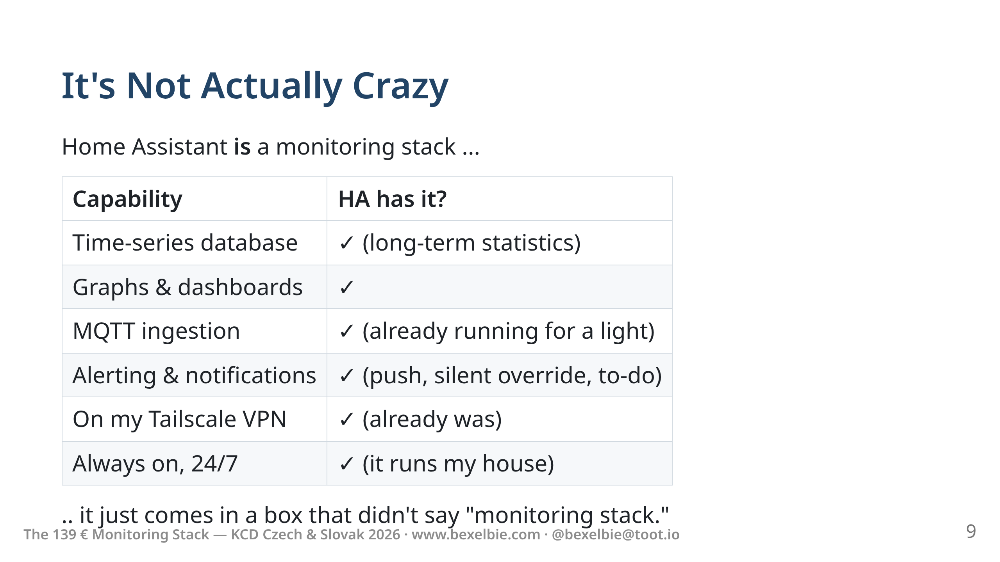 It's Not Actually Crazy
Home Assistant is a monitoring stack ...
Capability HA has it?
Time-series database ✓ (long-term statistics)
Graphs & dashboards ✓
MQTT ingestion ✓ (already running for a light)
Alerting & notifications ✓ (push, silent override, to-do)
On my Tailscale VPN ✓ (already was)
Always on, 24/7 ✓ (it runs my house)
.. it just comes in a box that didn't say "monitoring stack."
The 139 € Monitoring Stack — KCD Czech & Slovak 2026 · www.bexelbie.com · @bexelbie@toot.io 9